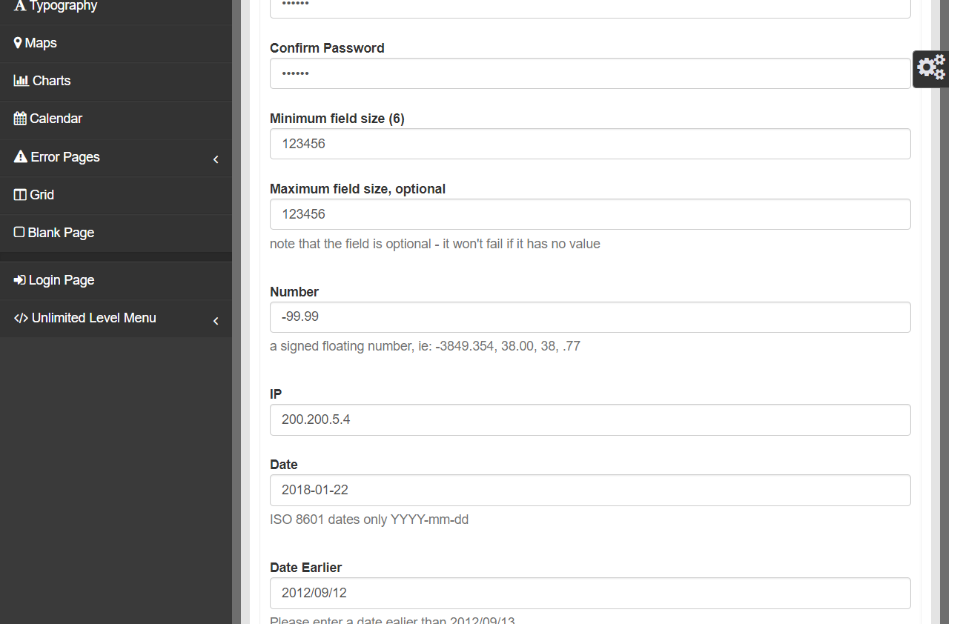 Typography
Maps
Charts
Calendar
Error Pages
Grid
Blank Page
Login Page
</> Unlimited Level Menu
••••••
Confirm Password
••••••
Minimum field size (6)
123456
Maximum field size, optional
123456
note that the field is optional - it won't fail if it has no value
Number
-99.99
a signed floating number, ie: -3849.354, 38.00, 38, .77
IP
200.200.5.4
Date
2018-01-22
ISO 8601 dates only YYYY-mm-dd
Date Earlier
2012/09/12
Please enter a date ealier than 2012/09/13